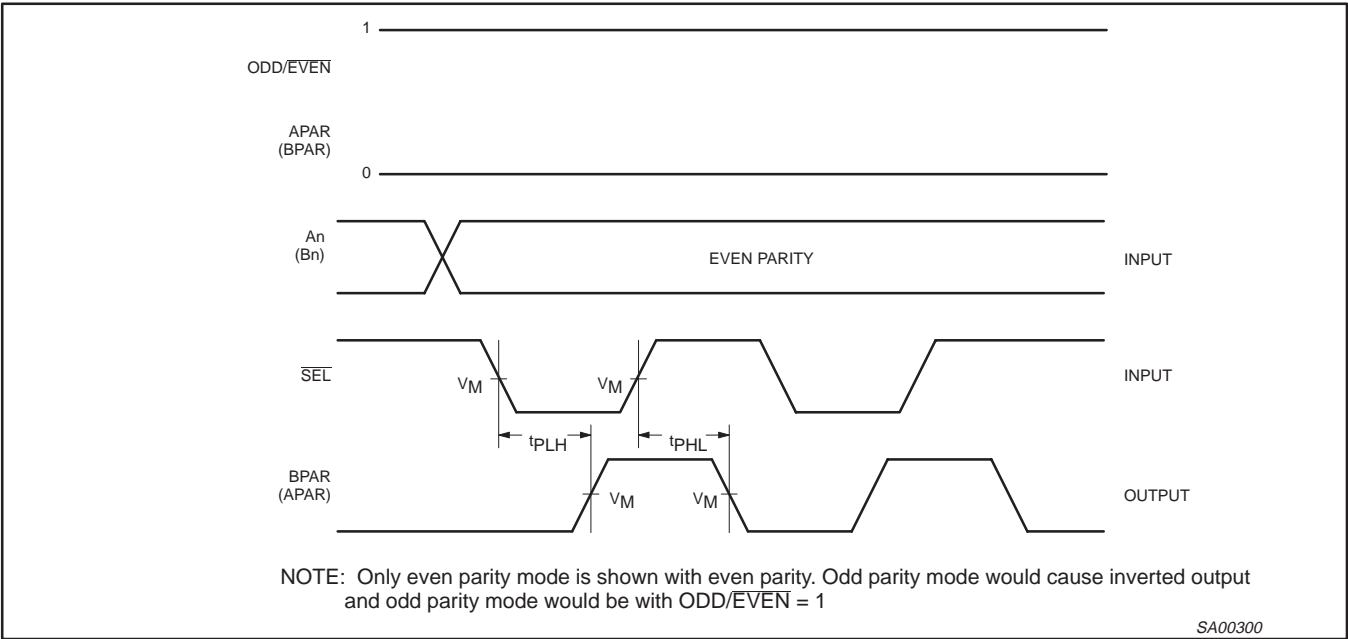 1
ODD/EVEN
APAR
(BPAR)
0
An
(Bn)
EVEN PARITY
INPUT
SEL
VM
VM
INPUT
tPLH
tPHL
BPAR
(APAR)
VM
VM
OUTPUT
NOTE: Only even parity mode is shown with even parity. Odd parity mode would cause inverted output
and odd parity mode would be with ODD/EVEN = 1
SA00300